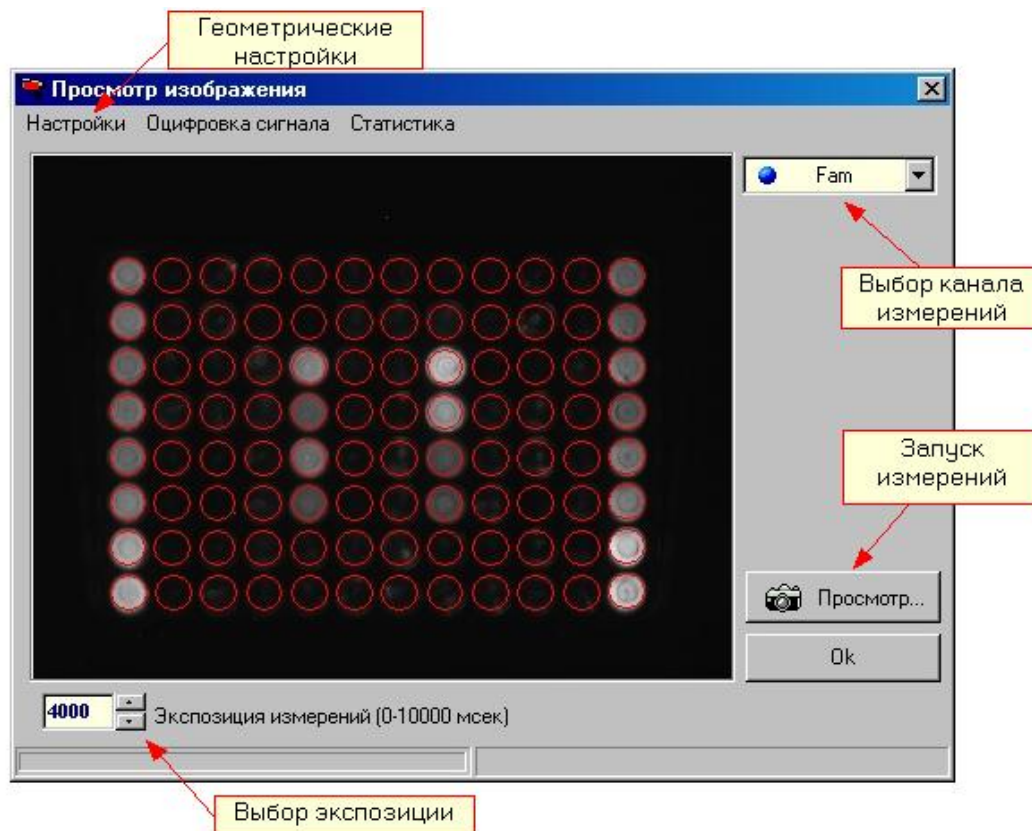 Геометрические
настройки
Просмотр изображения
Настройки Оцифровка сигнала Статистика
Fam
Выбор канала
измерений
Запуск
измерений
Просмотр...
Ok
4000 Экспозиция измерений (0-10000 мсек)
Выбор экспозиции